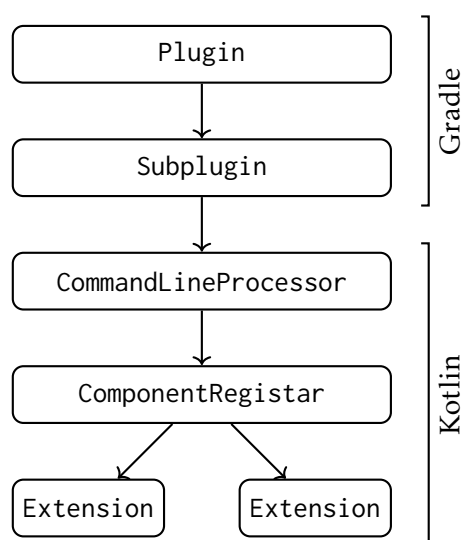 Plugin
Gradle
Subplugin
CommandLineProcessor
Kotlin
ComponentRegistar
Extension
Extension